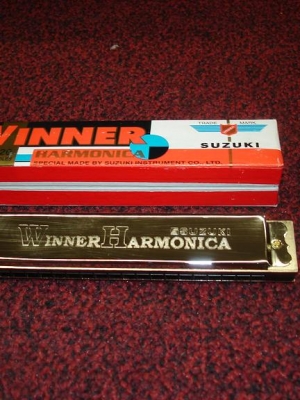 WINNER
HARMONICA
SPECIAL MADE BY SUZUKI INSTRUMENT CO., LTD.
TRADE MARK
SUZUKI
WINNER HARMONICA
SUZUKI